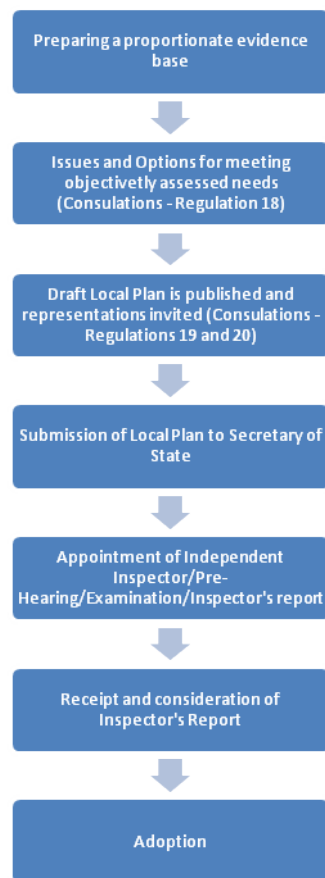 Preparing a proportionate evidence
base
Issues and Options for meeting
objectivetly assessed needs
(Consulations - Regulation 18)
Draft Local Plan is published and
representations invited (Consulations -
Regulations 19 and 20)
Submission of Local Plan to Secretary of
State
Appointment of Independent
Inspector/Pre-
Hearing/Examination/Inspector's report
Receipt and consideration of
Inspector's Report
Adoption